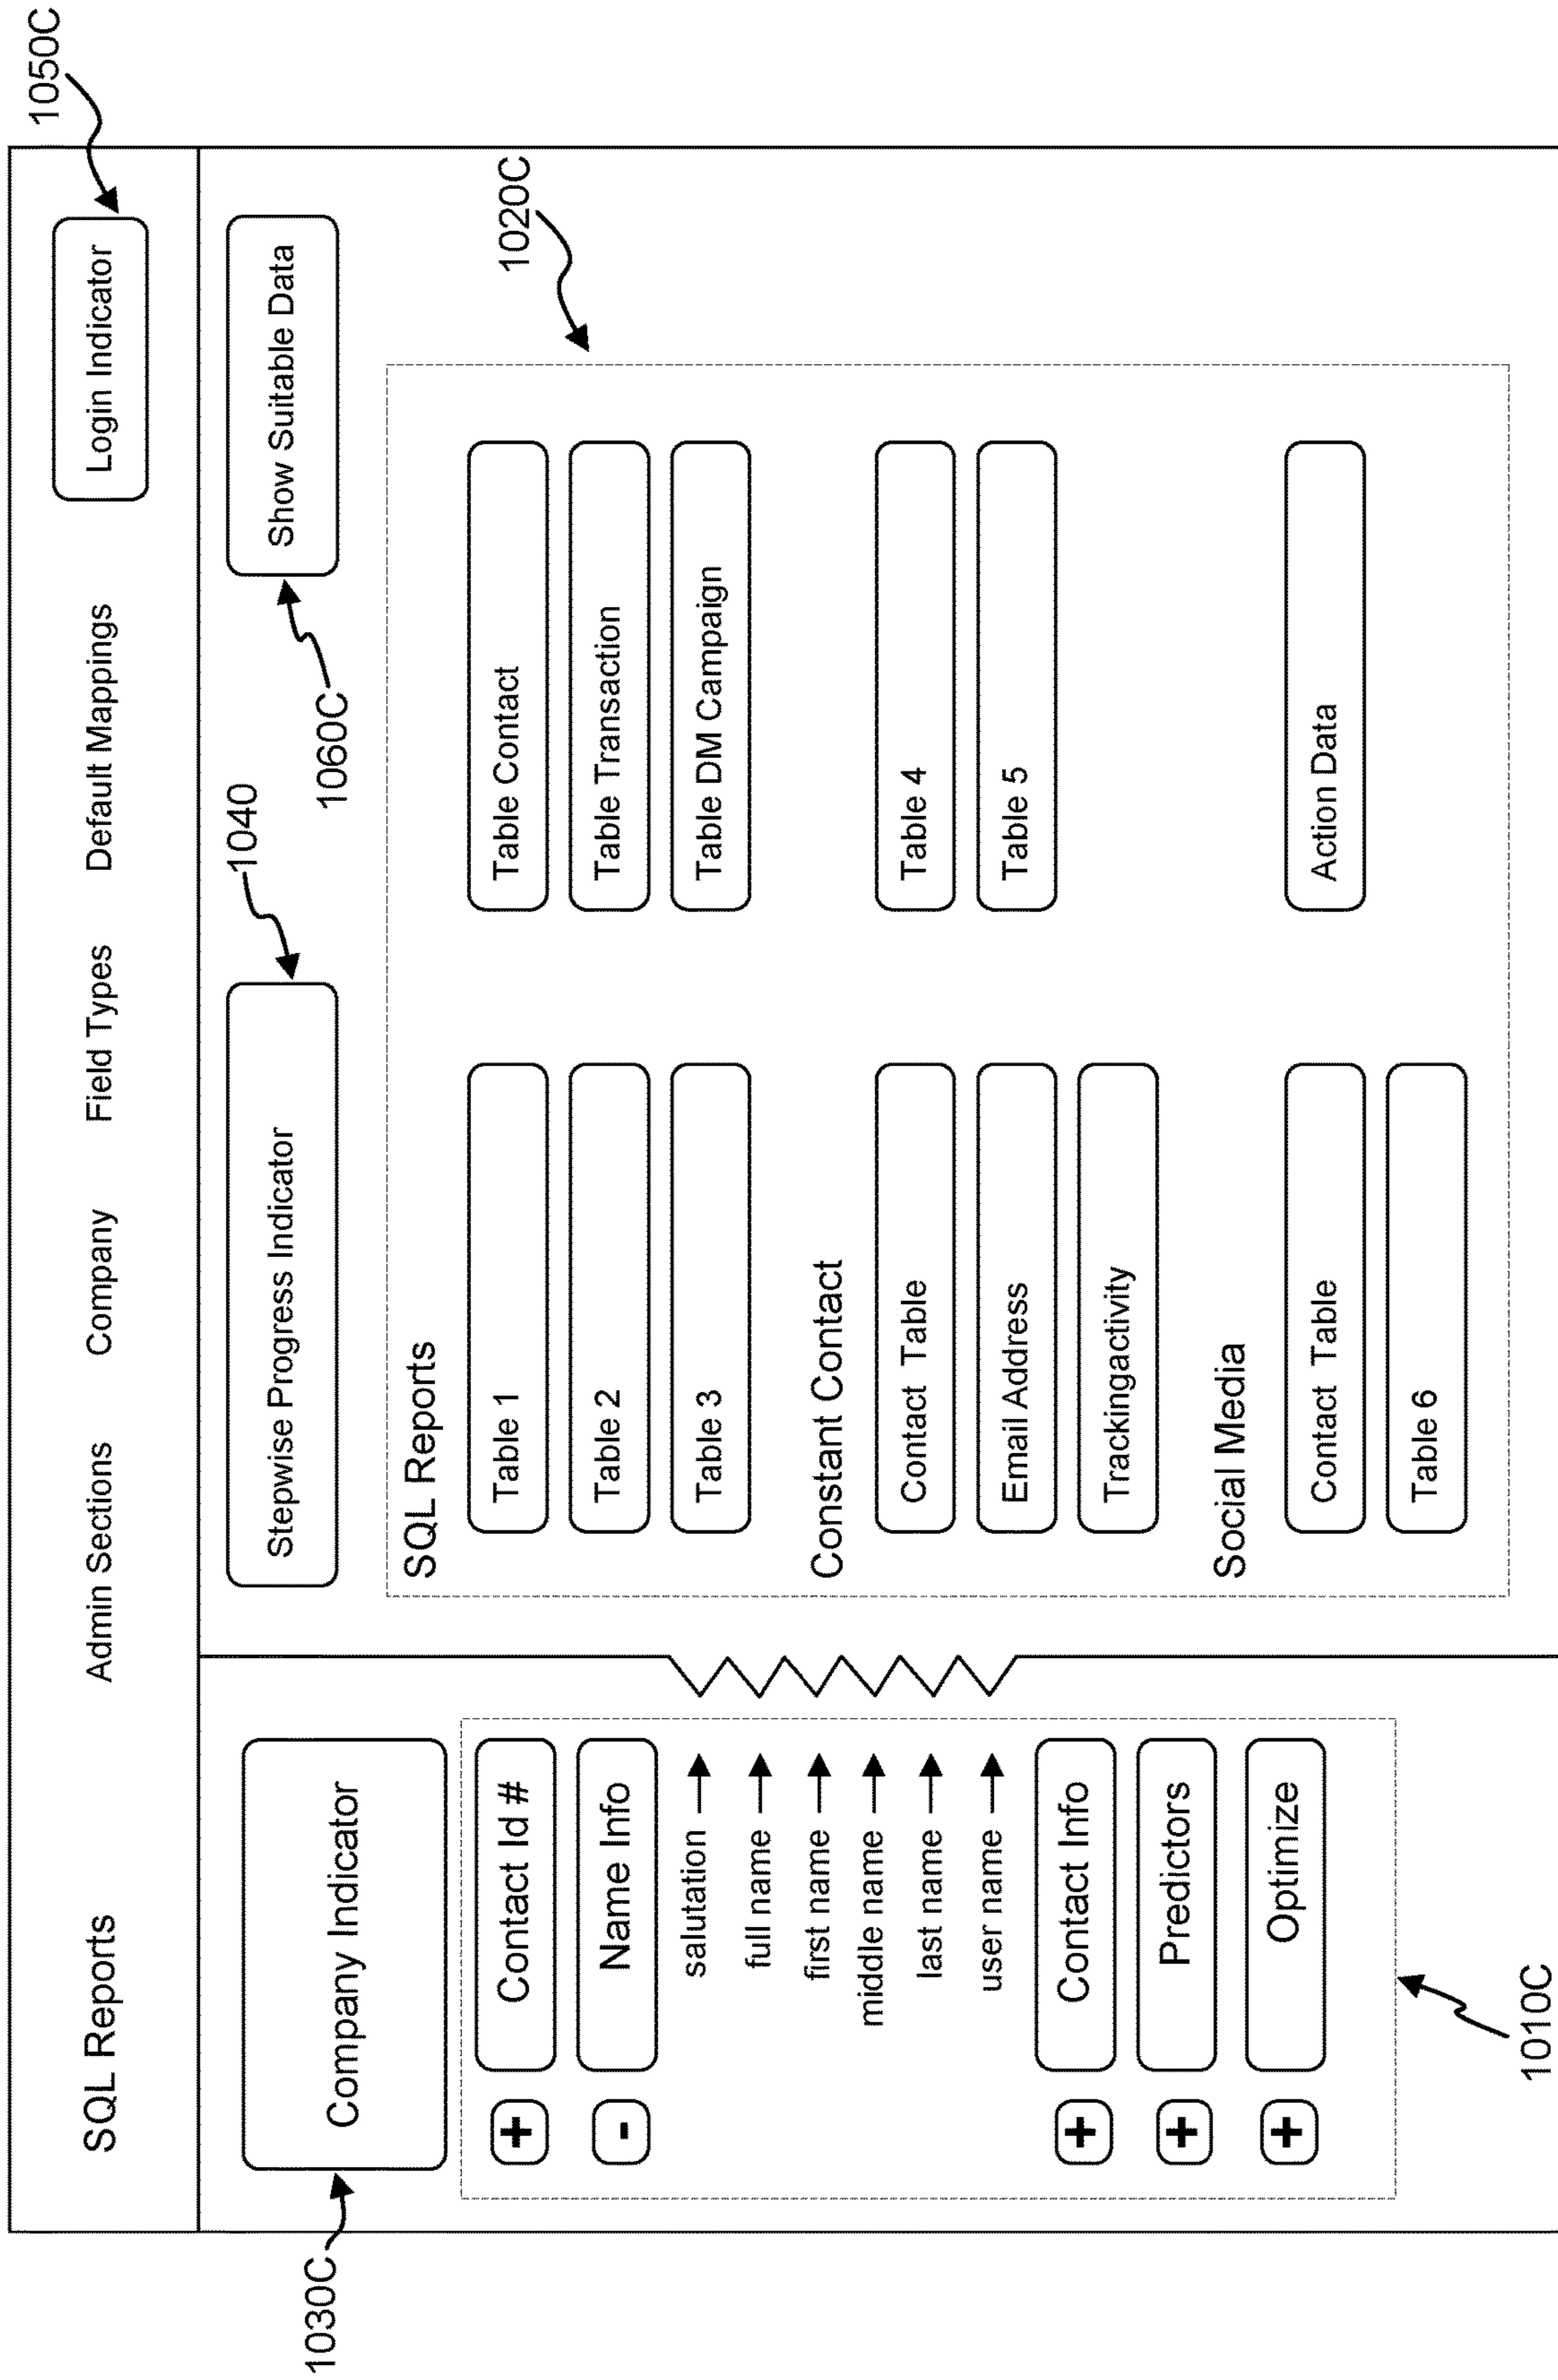 1050C
SQL Reports
Admin Sections
Company
Field Types
Default Mappings
Login Indicator
1030C
Company Indicator
Stepwise Progress Indicator
1040
1060C
Show Suitable Data
+
Contact Id #
-
Name Info
salutation
full name
first name
middle name
last name
user name
+
Contact Info
+
Predictors
+
Optimize
1010C
1020C
SQL Reports
Table 1
Table Contact
Table 2
Table Transaction
Table 3
Table DM Campaign
Constant Contact
Contact Table
Table 4
Email Address
Table 5
Trackingactivity
Social Media
Contact Table
Action Data
Table 6